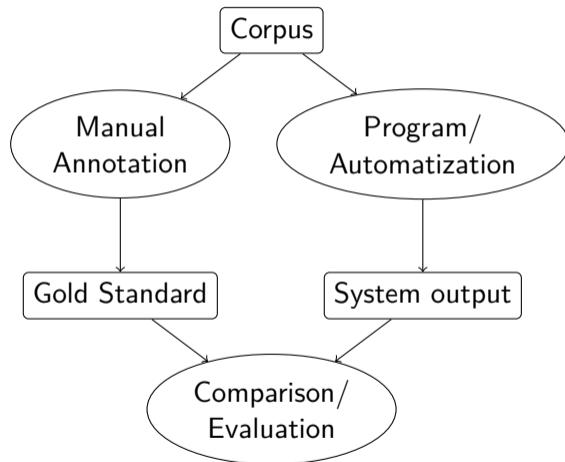 Corpus
Manual
Annotation
Program/
Automatization
Gold Standard
System output
Comparison/
Evaluation